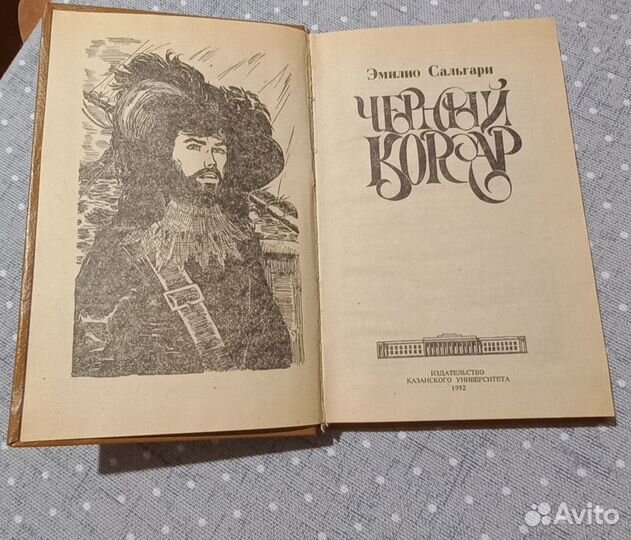 Эмилио Сальгари
ЧЕРНЫЙ
КОРСАР
ИЗДАТЕЛЬСТВО
КАЗАНСКОГО УНИВЕРСИТЕТА
1992
Avito